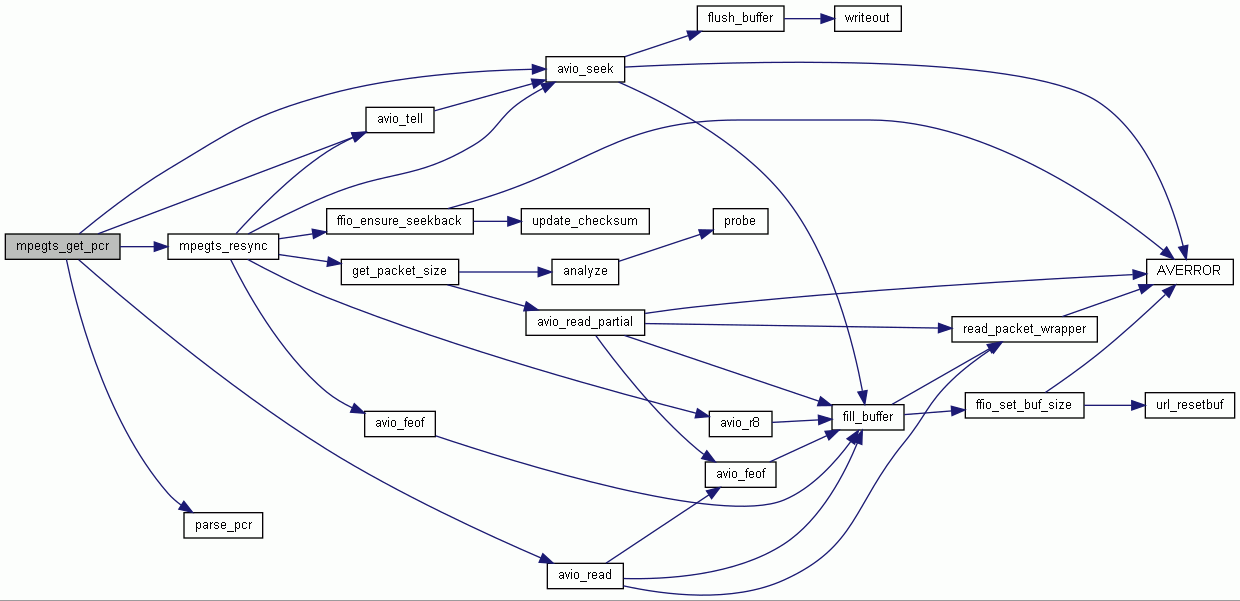 flush_buffer
writeout
avio_seek
avio_tell
ffio_ensure_seekback
update_checksum
probe
mpegts_get_pcr
mpegts_resync
get_packet_size
analyze
AVERROR
avio_read_partial
read_packet_wrapper
avio_feof
avio_r8
fill_buffer
ffio_set_buf_size
url_resetbuf
avio_feof
parse_pcr
avio_read